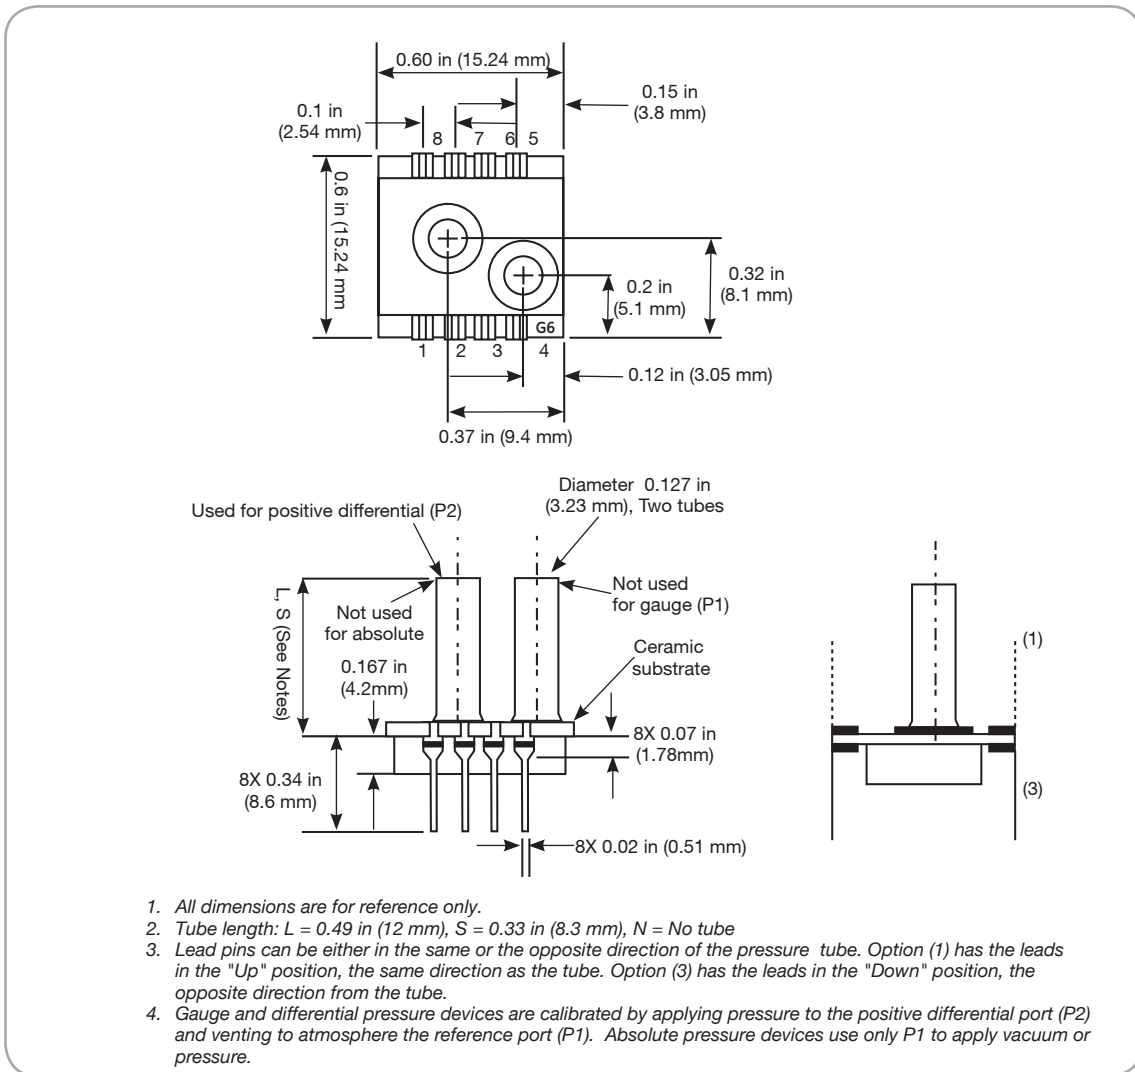 0.60 in (15.24 mm)
0.15 in
(3.8 mm)
0.1 in
(2.54 mm)
8 7 6 5
0.6 in (15.24 mm
0.32 in
(8.1 mm)
0.2 in
(5.1 mm)
G6
1 2 3 4
0.12 in (3.05 mm)
0.37 in (9.4 mm)
Diameter 0.127 in
(3.23 mm), Two tubes
Used for positive differential (P2)
Not used
for gauge (P1)
L, S (See Notes)
Not used
for absolute
Ceramic
substrate
(1)
0.167 in
(4.2mm)
8X 0.07 in
(1.78mm)
8X 0.34 in
(8.6 mm)
(3)
8X 0.02 in (0.51 mm)
1. All dimensions are for reference only.
2. Tube length: L = 0.49 in (12 mm), S = 0.33 in (8.3 mm), N = No tube
3. Lead pins can be either in the same or the opposite direction of the pressure tube. Option (1) has the leads
in the "Up" position, the same direction as the tube. Option (3) has the leads in the "Down" position, the
opposite direction from the tube.
4. Gauge and differential pressure devices are calibrated by applying pressure to the positive differential port (P2)
and venting to atmosphere the reference port (P1). Absolute pressure devices use only P1 to apply vacuum or
pressure.